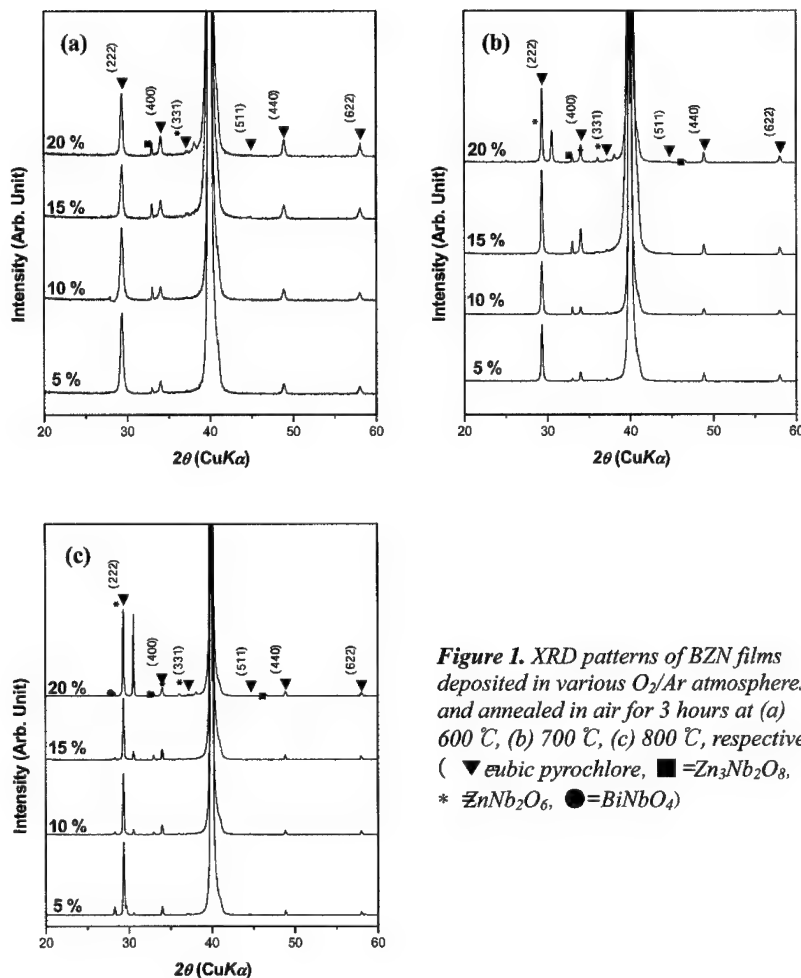 (a)
(222)
(400)
(331)
(511)
(440)
(622)
20 %
15 %
10 %
5 %
Intensity (Arb. Unit)
20 30 40 50 60
2θ (CuKα)
(b)
(222)
(400)
(331)
(511)
(440)
(622)
20 %
15 %
10 %
5 %
Intensity (Arb. Unit)
20 30 40 50 60
2θ (CuKα)
(c)
(222)
(400)
(331)
(511)
(440)
(622)
20 %
15 %
10 %
5 %
Intensity (Arb. Unit)
20 30 40 50 60
2θ (CuKα)
Figure 1. XRD patterns of BZN films
deposited in various O₂/Ar atmosphere
and annealed in air for 3 hours at (a)
600 ℃, (b) 700 ℃, (c) 800 ℃, respective
( ▼=cubic pyrochlore, ■=Zn₃Nb₂O₈,
* =ZnNb₂O₆, ●=BiNbO₄)